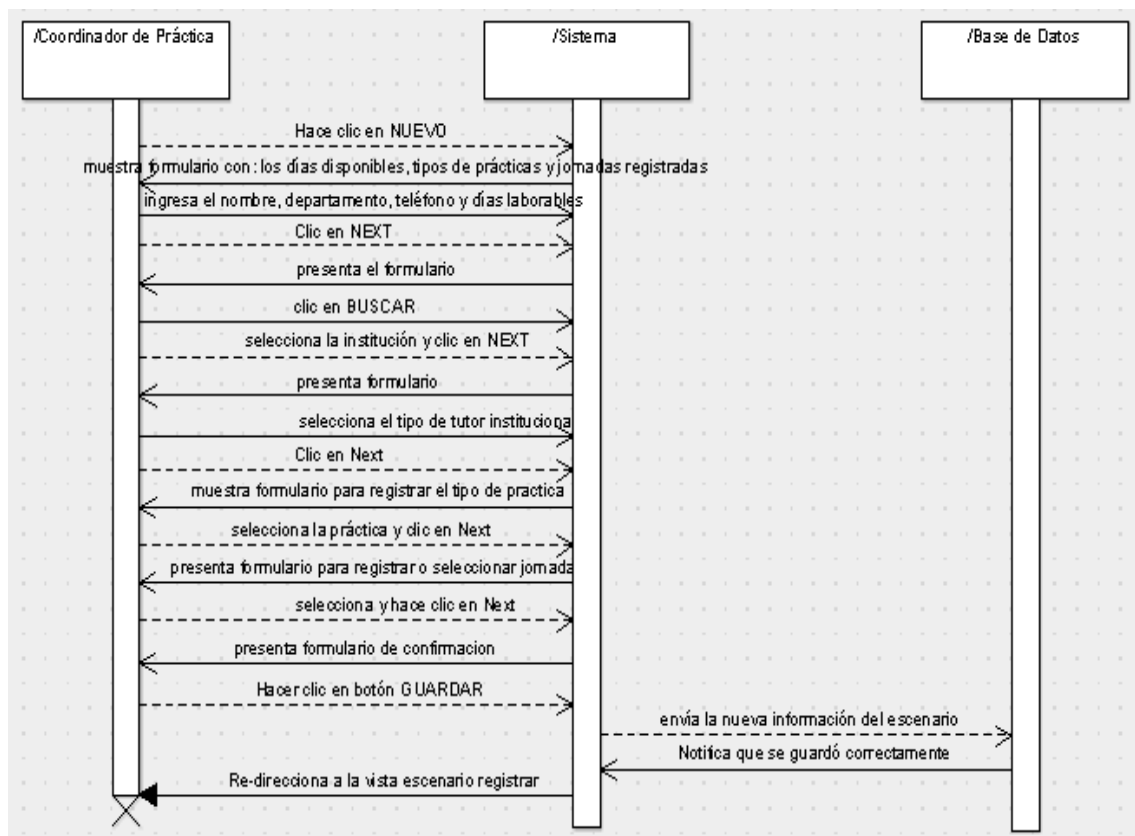 /Coordinador de Práctica
/Sistema
/Base de Datos
Hace clic en NUEVO
muestra formulario con: los días disponibles, tipos de prácticas y jornadas registradas
ingresa el nombre, departamento, teléfono y días laborables
Clic en NEXT
presenta el formulario
clic en BUSCAR
selecciona la institución y clic en NEXT
presenta formulario
selecciona el tipo de tutor instituciona
Clic en Next
muestra formulario para registrar el tipo de practica
selecciona la práctica y clic en Next
presenta formulario para registrar o seleccionar jornada
selecciona y hace clic en Next
presenta formulario de confirmacion
Hacer clic en botón GUARDAR
envía la nueva información del escenario
Notifica que se guardó correctamente
Re-direcciona a la vista escenario registrar